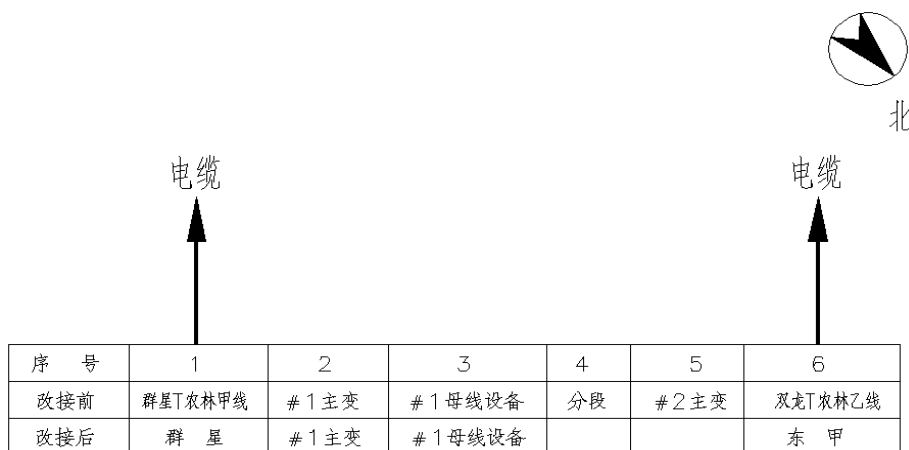 北
电缆 电缆
序 号 1 2 3 4 5 6
改接前 群星T农林甲线 #1主变 #1母线设备 分段 #2主变 双龙T农林乙线
改接后 群 星 #1主变 #1母线设备 东 甲